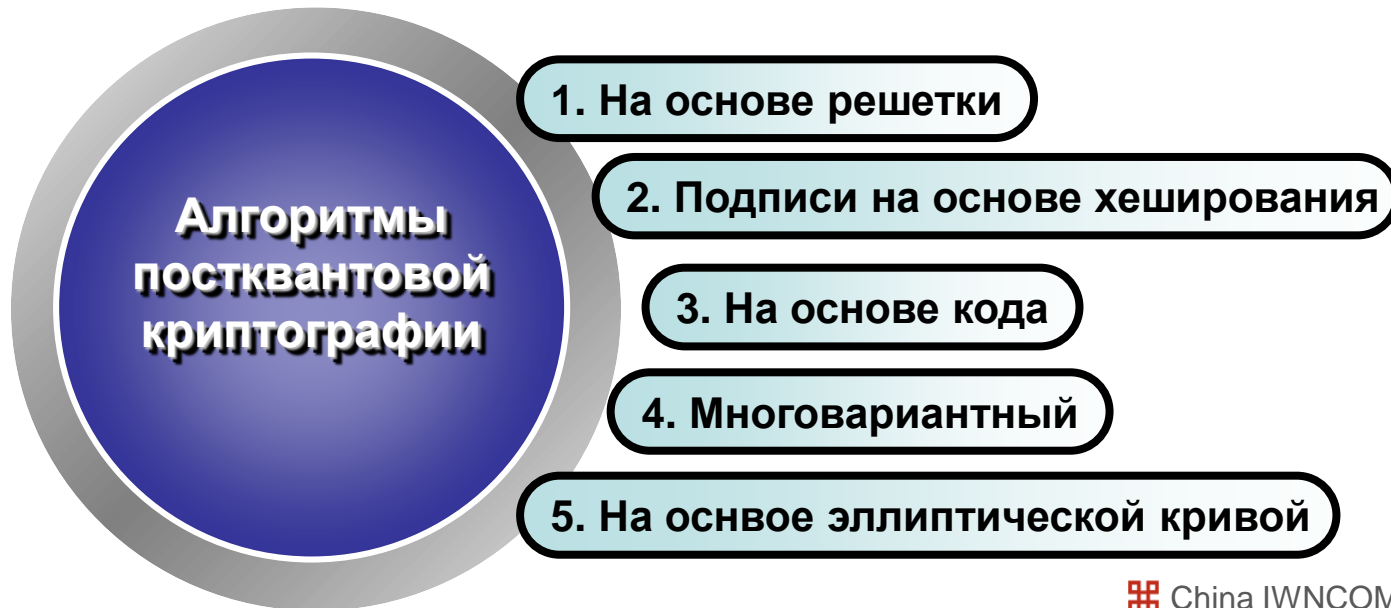 Алгоритмы
постквантовой
криптографии
1. На основе решетки
2. Подписи на основе хеширования
3. На основе кода
4. Многовариантный
5. На оснвое эллиптической кривой
China IWNCOM